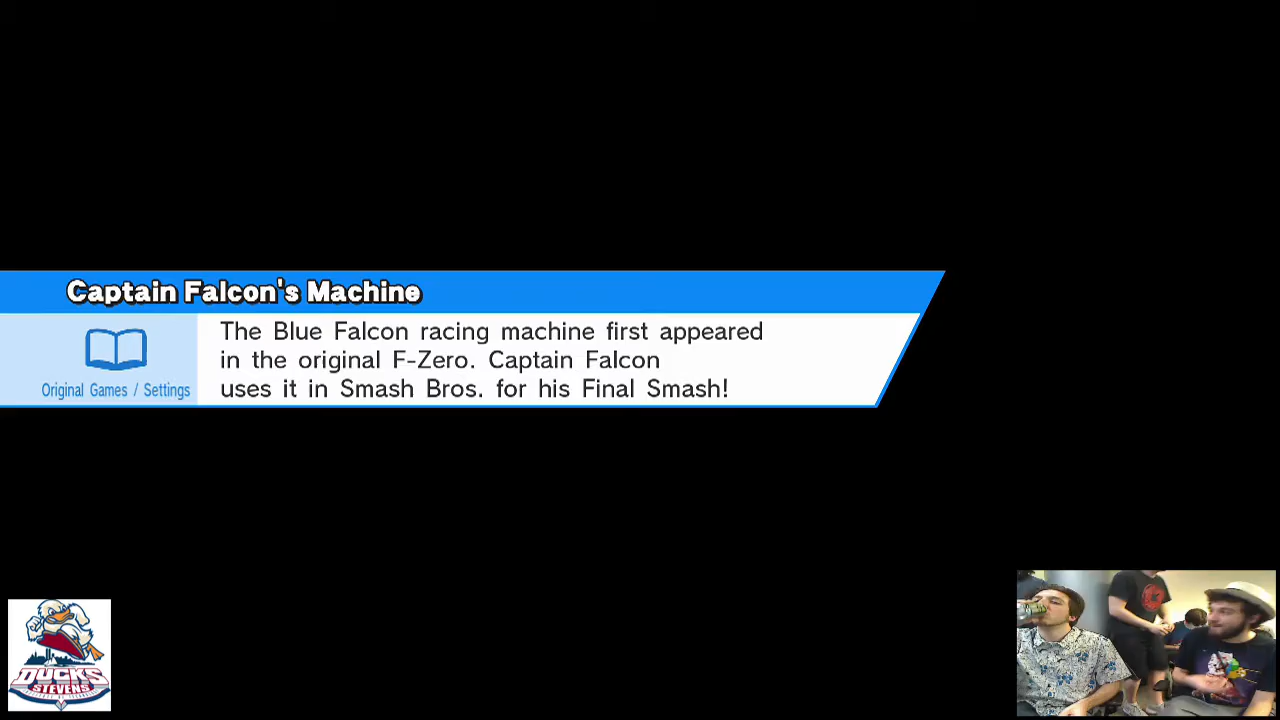 Captain Falcon's Machine
The Blue Falcon racing machine first appeared
in the original F-Zero. Captain Falcon
uses it in Smash Bros. for his Final Smash!
Original Games / Settings
DUCKS
STEVENS